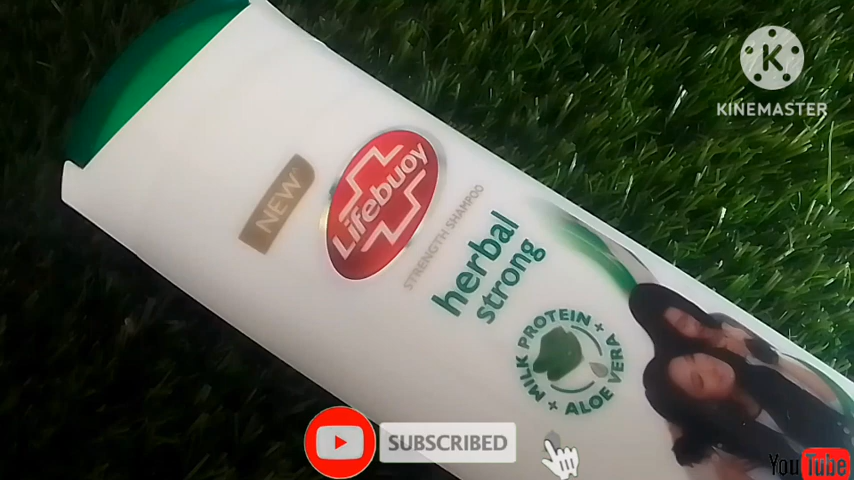 KINEMASTER
NEW
Lifebuoy
STRENGTH SHAMPOO
herbal
strong
MILK PROTEIN + ALOE VERA +
SUBSCRIBED
YouTube